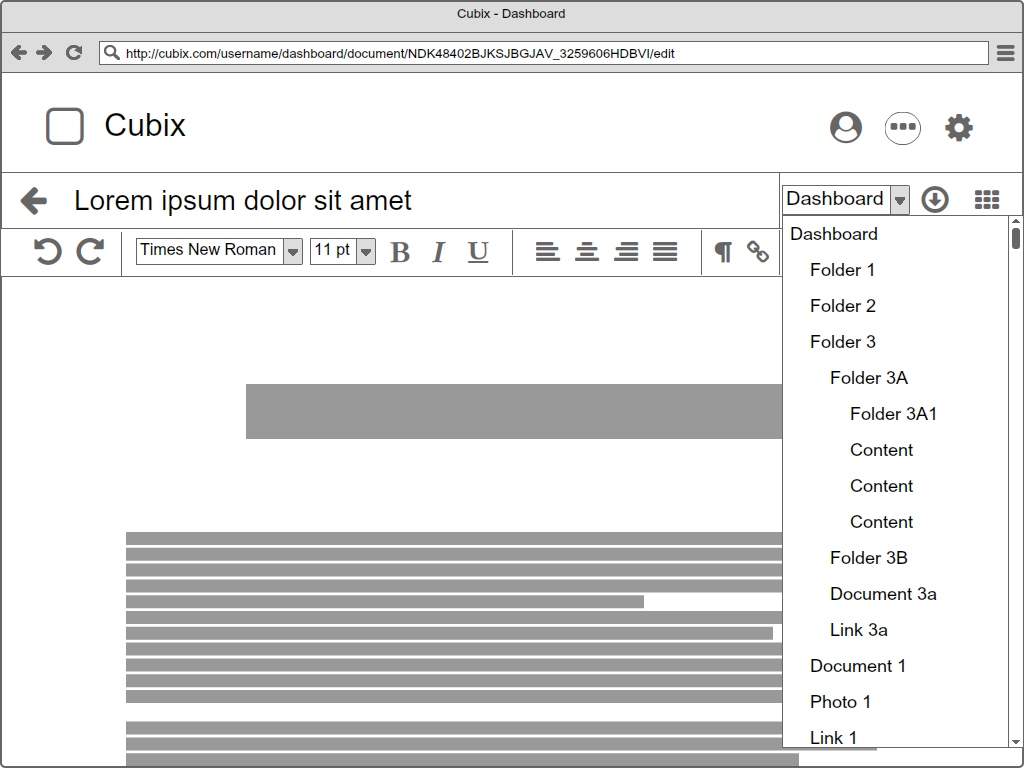 Cubix - Dashboard
http://cubix.com/username/dashboard/document/NDK48402BJKSJBGJAV_3259606HDBVI/edit
Cubix
Lorem ipsum dolor sit amet
Dashboard
Times New Roman
11 pt
B I U
Dashboard
Folder 1
Folder 2
Folder 3
Folder 3A
Folder 3A1
Content
Content
Content
Folder 3B
Document 3a
Link 3a
Document 1
Photo 1
Link 1